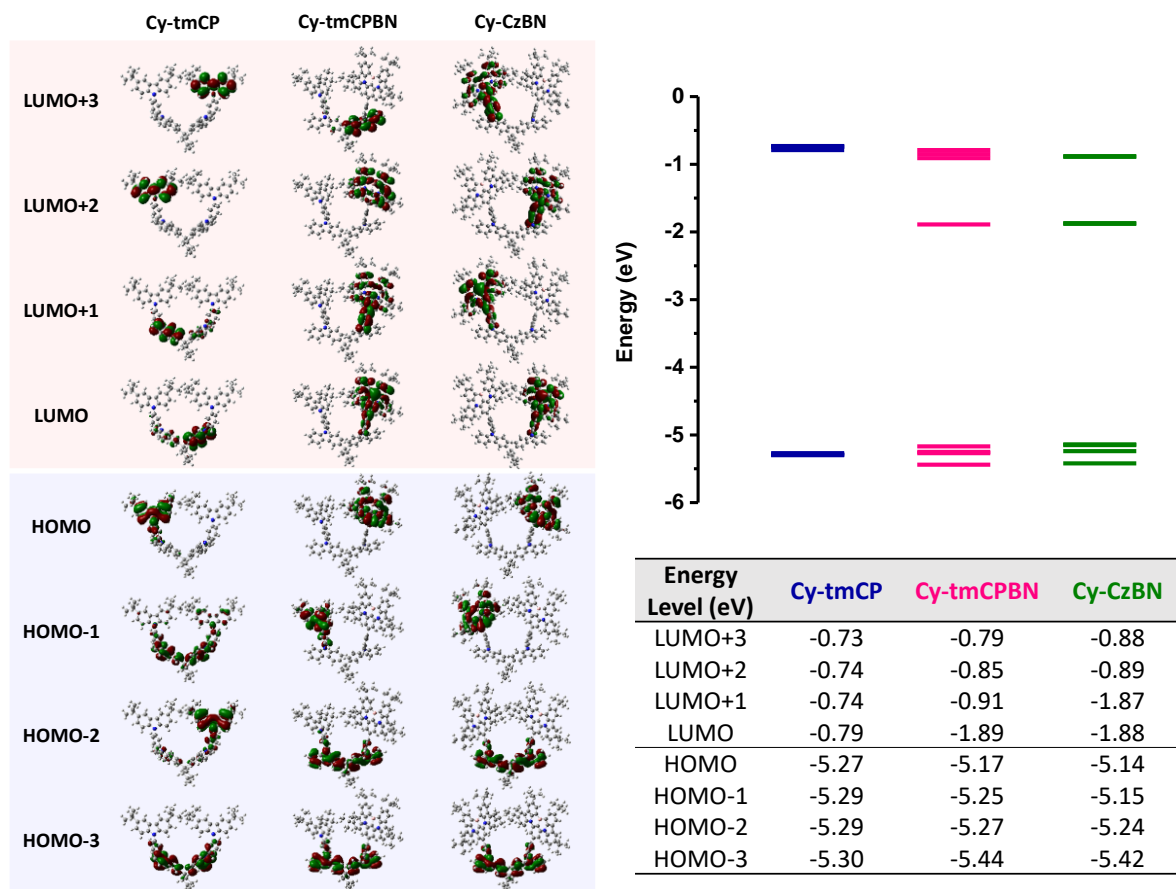 Cy-tmCP Cy-tmCPBN Cy-CzBN
LUMO+3
LUMO+2
LUMO+1
LUMO
HOMO
HOMO-1
HOMO-2
HOMO-3
Energy (eV)
0
-1
-2
-3
-4
-5
-6
Energy Level (eV) Cy-tmCP Cy-tmCPBN Cy-CzBN
LUMO+3 -0.73 -0.79 -0.88
LUMO+2 -0.74 -0.85 -0.89
LUMO+1 -0.74 -0.91 -1.87
LUMO -0.79 -1.89 -1.88
HOMO -5.27 -5.17 -5.14
HOMO-1 -5.29 -5.25 -5.15
HOMO-2 -5.29 -5.27 -5.24
HOMO-3 -5.30 -5.44 -5.42